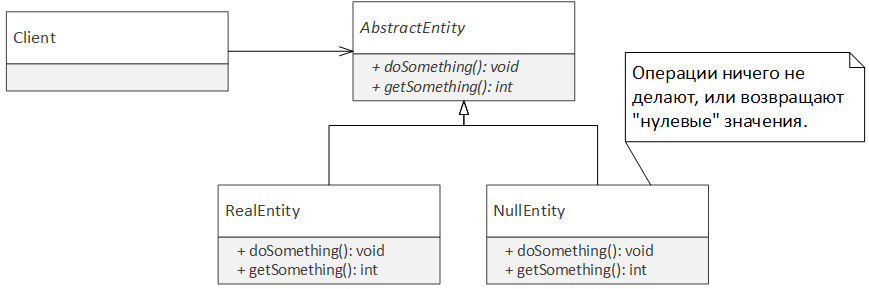 Client
AbstractEntity
+ doSomething(): void
+ getSomething(): int
Операции ничего не
делают, или возвращают
"нулевые" значения.
RealEntity
+ doSomething(): void
+ getSomething(): int
NullEntity
+ doSomething(): void
+ getSomething(): int